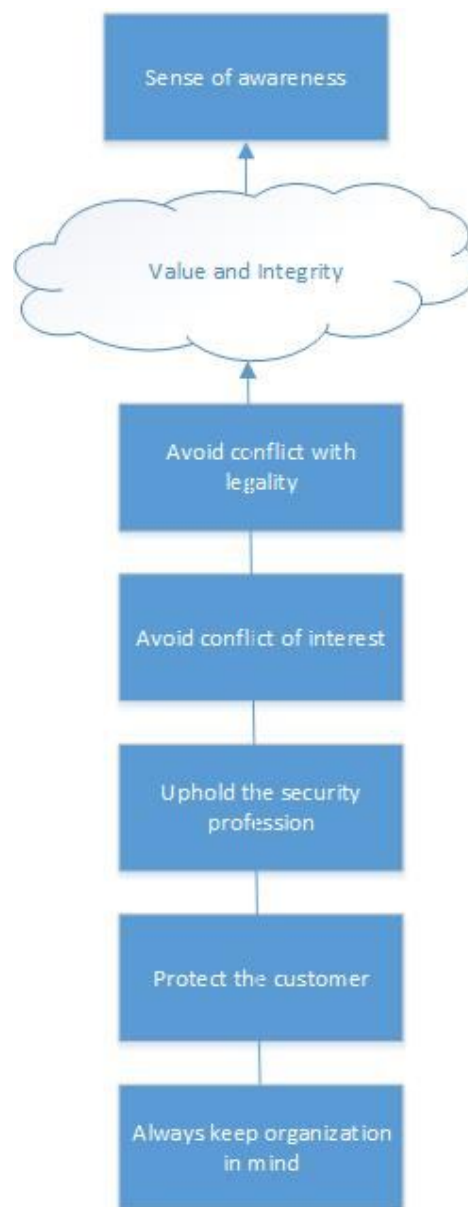 Sense of awareness
Value and Integrity
Avoid conflict with
legality
Avoid conflict of interest
Uphold the security
profession
Protect the customer
Always keep organization
in mind